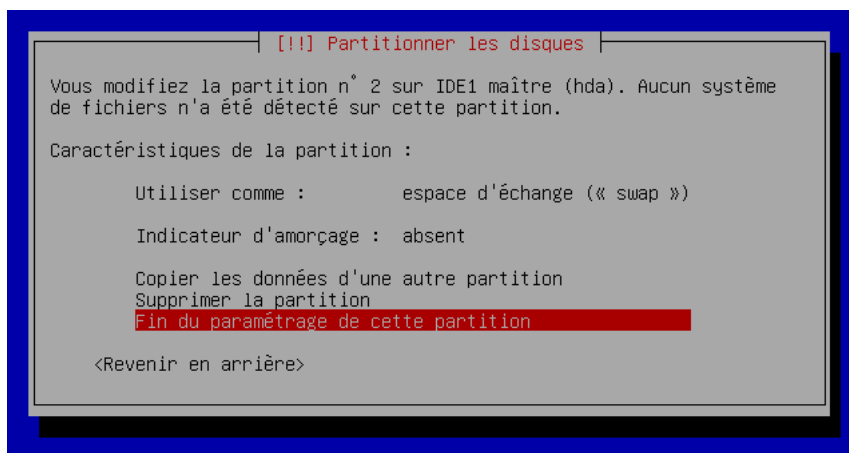 [!!] Partitionner les disques
Vous modifiez la partition n° 2 sur IDE1 maître (hda). Aucun système
de fichiers n'a été détecté sur cette partition.
Caractéristiques de la partition :
Utiliser comme : espace d'échange (« swap »)
Indicateur d'amorçage : absent
Copier les données d'une autre partition
Supprimer la partition
Fin du paramétrage de cette partition
<Revenir en arrière>